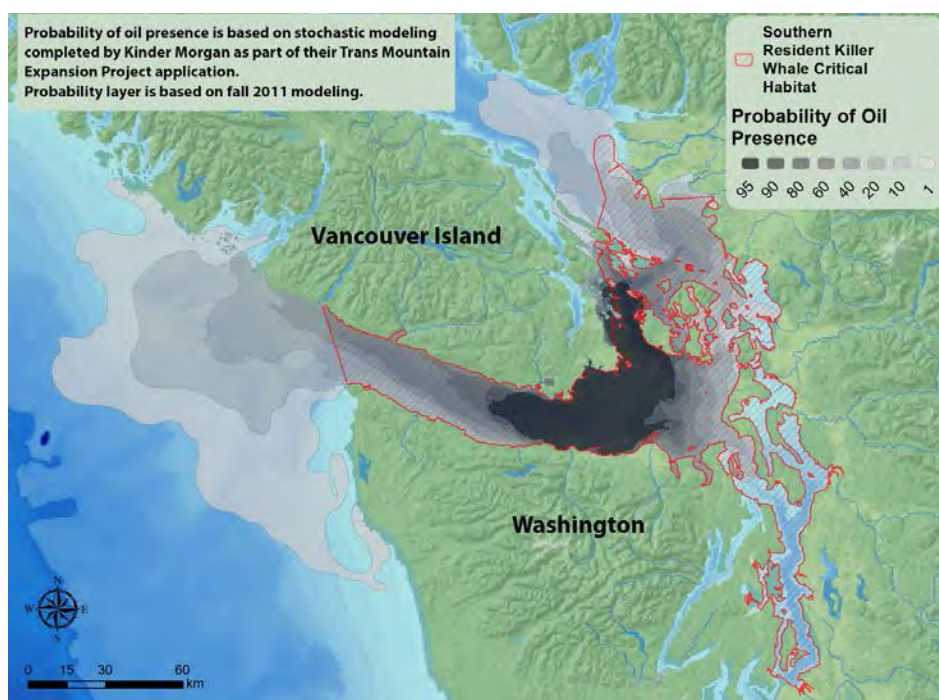 Probability of oil presence is based on stochastic modeling
completed by Kinder Morgan as part of their Trans Mountain
Expansion Project application.
Probability layer is based on fall 2011 modeling.
Southern
Resident Killer
Whale Critical
Habitat
Probability of Oil
Presence
95 90 80 60 40 20 10 1
Vancouver Island
Washington
N
W E
S
0 15 30 60
km